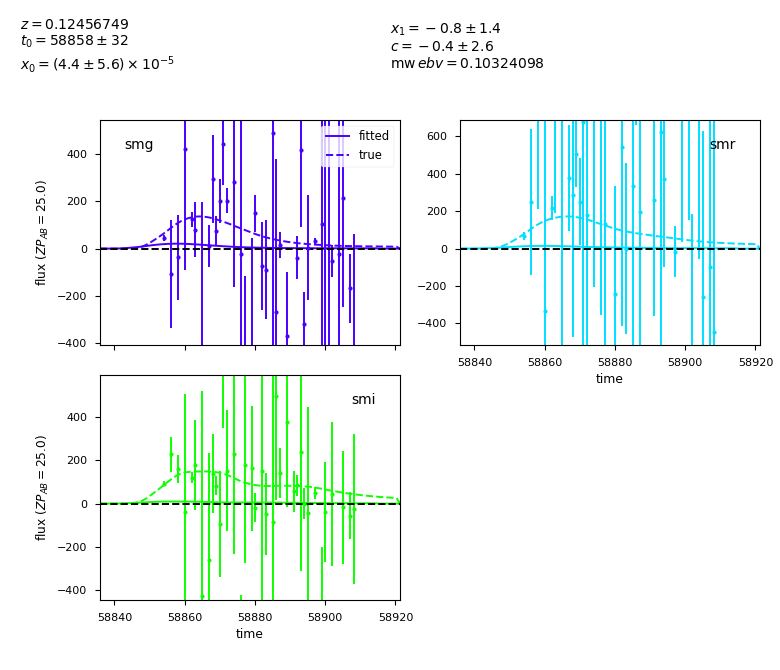 z = 0.12456749
t₀ = 58858 ± 32
x₀ = (4.4 ± 5.6) × 10⁻⁵
x₁ = −0.8 ± 1.4
c = −0.4 ± 2.6
mw ebv = 0.10324098
smg
fitted
true
flux (ZP_AB = 25.0)
400
200
0
−200
−400
smr
600
400
200
0
−200
−400
58840 58860 58880 58900 58920
time
smi
flux (ZP_AB = 25.0)
400
200
0
−200
−400
58840 58860 58880 58900 58920
time